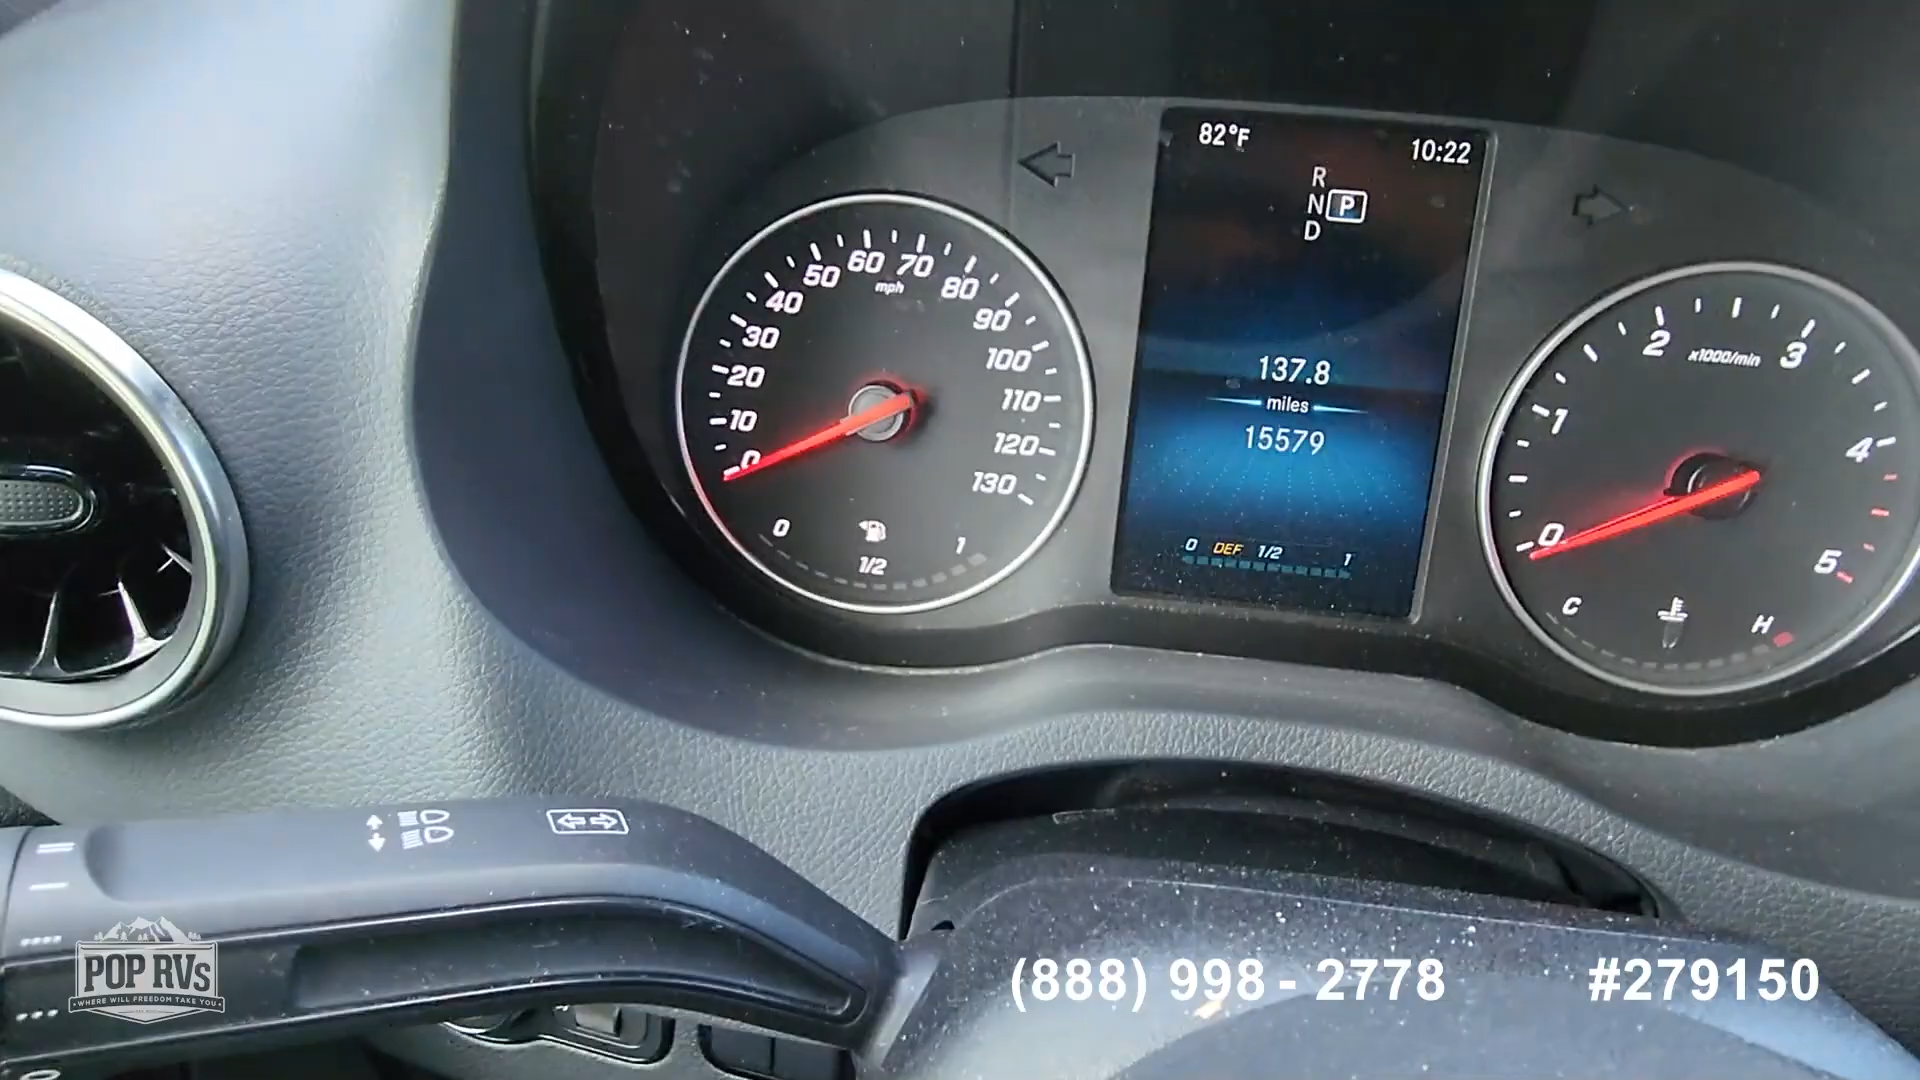 82°F
10:22
R
N P
D
60 70
50 mph 80
40 90
30 100
20 110
10 120
0 130
0 1
1/2
137.8
miles
15579
0 DEF 1/2 1
2 x1000/min 3
1 4
0 5
C H
(888) 998 - 2778
#279150
POP RVs
WHERE WILL FREEDOM TAKE YOU